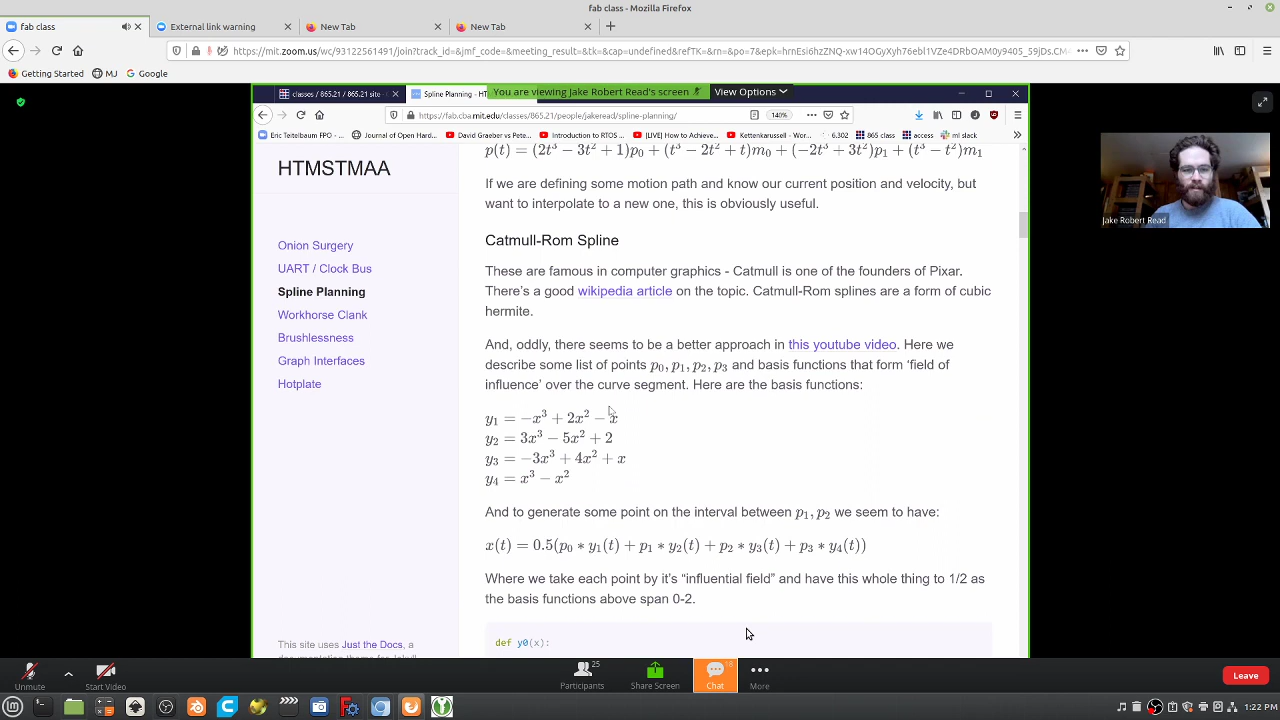 fab class - Mozilla Firefox
fab class
External link warning
New Tab
New Tab
https://mit.zoom.us/wc/93122561491/join?track_id=&jmf_code=&meeting_result=&tk=&cap=undefined&refTK=&rn=&po=7&epk=
Getting Started
MJ
Google
You are viewing Jake Robert Read's screen
View Options
classes / 865.21 / 865.21 site -
Spline Planning - HT
https://fab.cba.mit.edu/classes/865.21/people/jakeread/spline-planning/
140%
Eric Teitelbaum FPO - ...
Journal of Open Hard...
David Graeber vs Pete...
Introduction to RTOS ...
[LIVE] How to Achieve...
Kettenkarussell - Wor...
6.302
865 class
access
ml slack
HTMSTMAA
Onion Surgery
UART / Clock Bus
Spline Planning
Workhorse Clank
Brushlessness
Graph Interfaces
Hotplate
This site uses Just the Docs, a
documentation theme for Jekyll
p(t) = (2t³ − 3t² + 1)p₀ + (t³ − 2t² + t)m₀ + (−2t³ + 3t²)p₁ + (t³ − t²)m₁
If we are defining some motion path and know our current position and velocity, but
want to interpolate to a new one, this is obviously useful.
Catmull-Rom Spline
These are famous in computer graphics - Catmull is one of the founders of Pixar.
There's a good wikipedia article on the topic. Catmull-Rom splines are a form of cubic
hermite.
And, oddly, there seems to be a better approach in this youtube video. Here we
describe some list of points p₀, p₁, p₂, p₃ and basis functions that form 'field of
influence' over the curve segment. Here are the basis functions:
y₁ = −x³ + 2x² − x
y₂ = 3x³ − 5x² + 2
y₃ = −3x³ + 4x² + x
y₄ = x³ − x²
And to generate some point on the interval between p₁, p₂ we seem to have:
x(t) = 0.5(p₀ ∗ y₁(t) + p₁ ∗ y₂(t) + p₂ ∗ y₃(t) + p₃ ∗ y₄(t))
Where we take each point by it's "influential field" and have this whole thing to 1/2 as
the basis functions above span 0-2.
def y0(x):
Jake Robert Read
Unmute
Start Video
25
Participants
Share Screen
Chat
More
Leave
1:22 PM